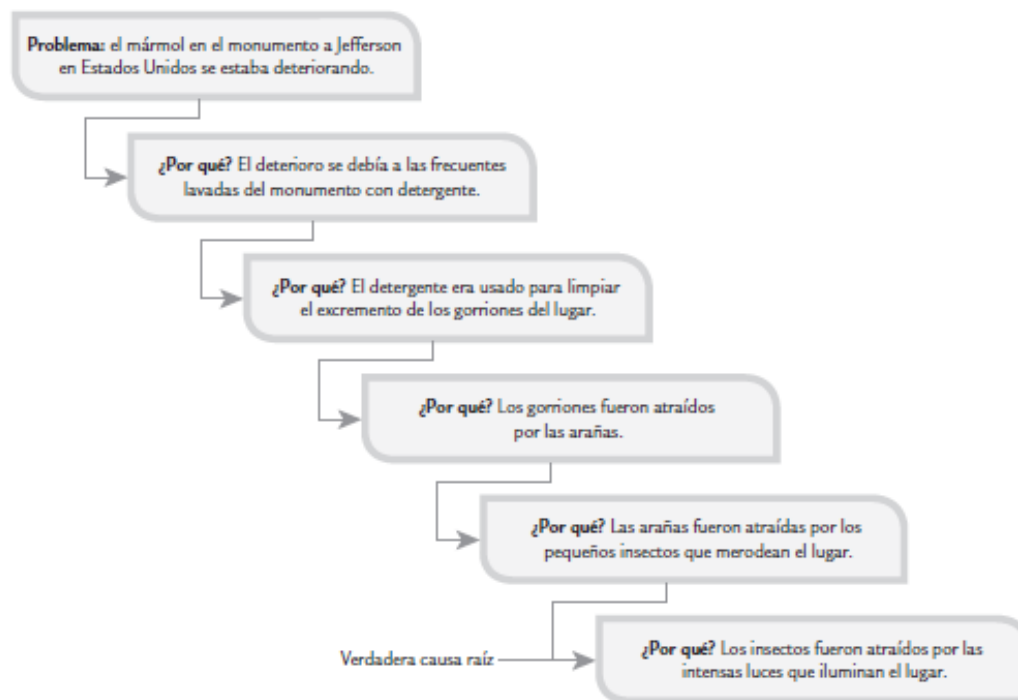 Problema: el mármol en el monumento a Jefferson
en Estados Unidos se estaba deteriorando.
¿Por qué? El deterioro se debía a las frecuentes
lavadas del monumento con detergente.
¿Por qué? El detergente era usado para limpiar
el excremento de los gorriones del lugar.
¿Por qué? Los gorriones fueron atraídos
por las arañas.
¿Por qué? Las arañas fueron atraídas por los
pequeños insectos que merodean el lugar.
Verdadera causa raíz
¿Por qué? Los insectos fueron atraídos por las
intensas luces que iluminan el lugar.